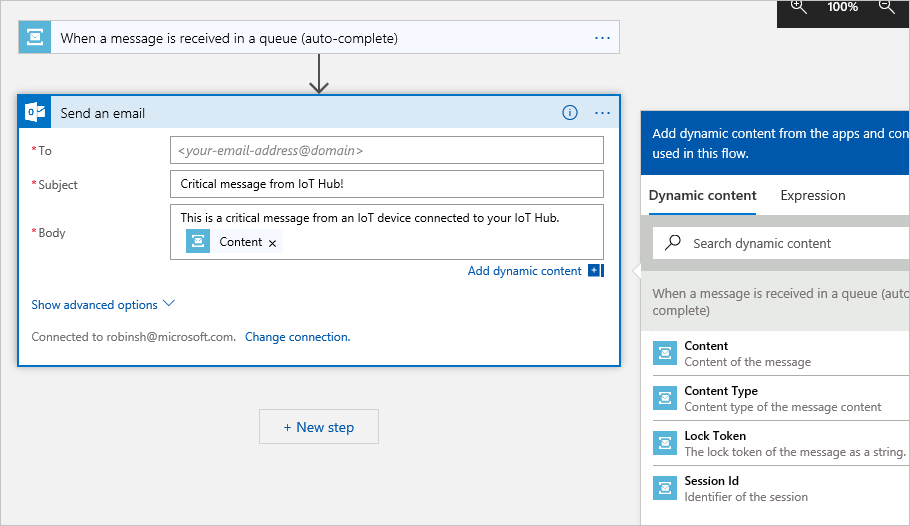 100%
When a message is received in a queue (auto-complete)
Send an email
*To
<your-email-address@domain>
*Subject
Critical message from IoT Hub!
*Body
This is a critical message from an IoT device connected to your IoT Hub.
Content ×
Add dynamic content
Show advanced options
Connected to robinsh@microsoft.com. Change connection.
+ New step
Add dynamic content from the apps and con
used in this flow.
Dynamic content Expression
Search dynamic content
When a message is received in a queue (auto-
complete)
Content
Content of the message
Content Type
Content type of the message content
Lock Token
The lock token of the message as a string.
Session Id
Identifier of the session